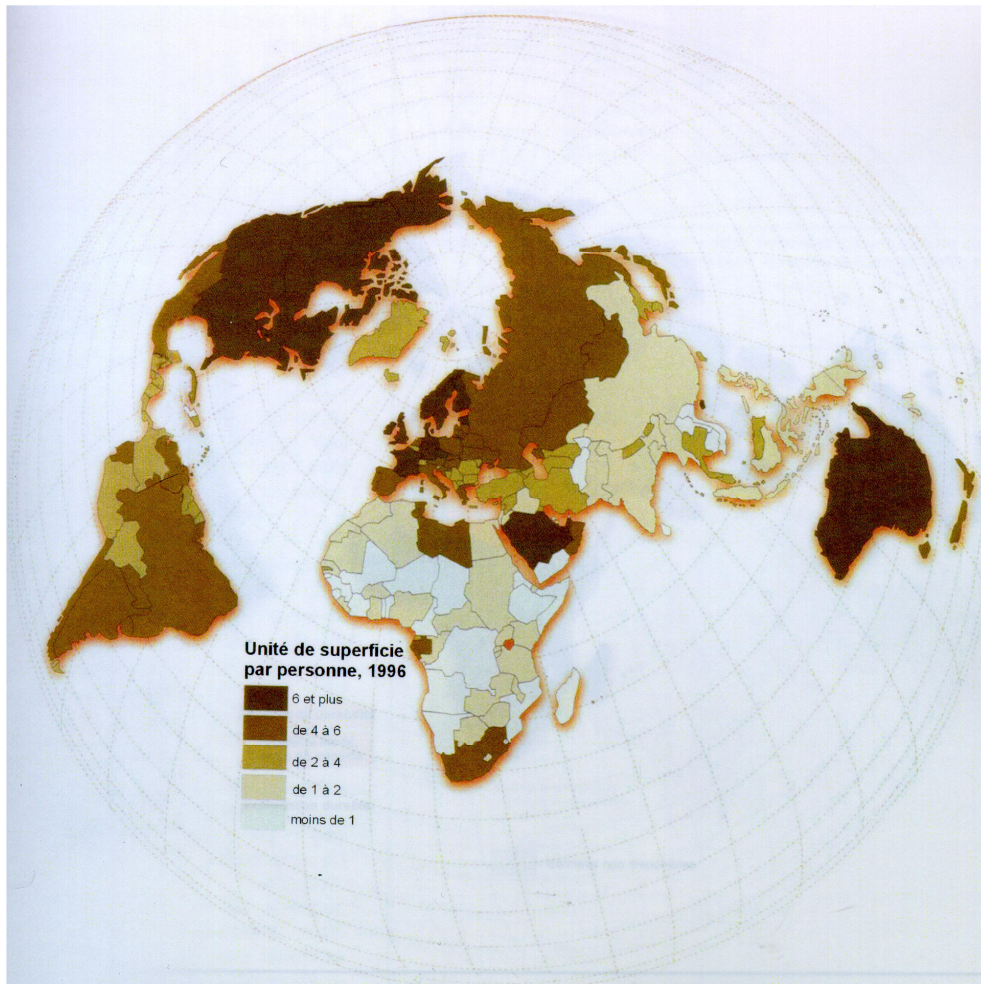 Unité de superficie
par personne, 1996
6 et plus
de 4 à 6
de 2 à 4
de 1 à 2
moins de 1